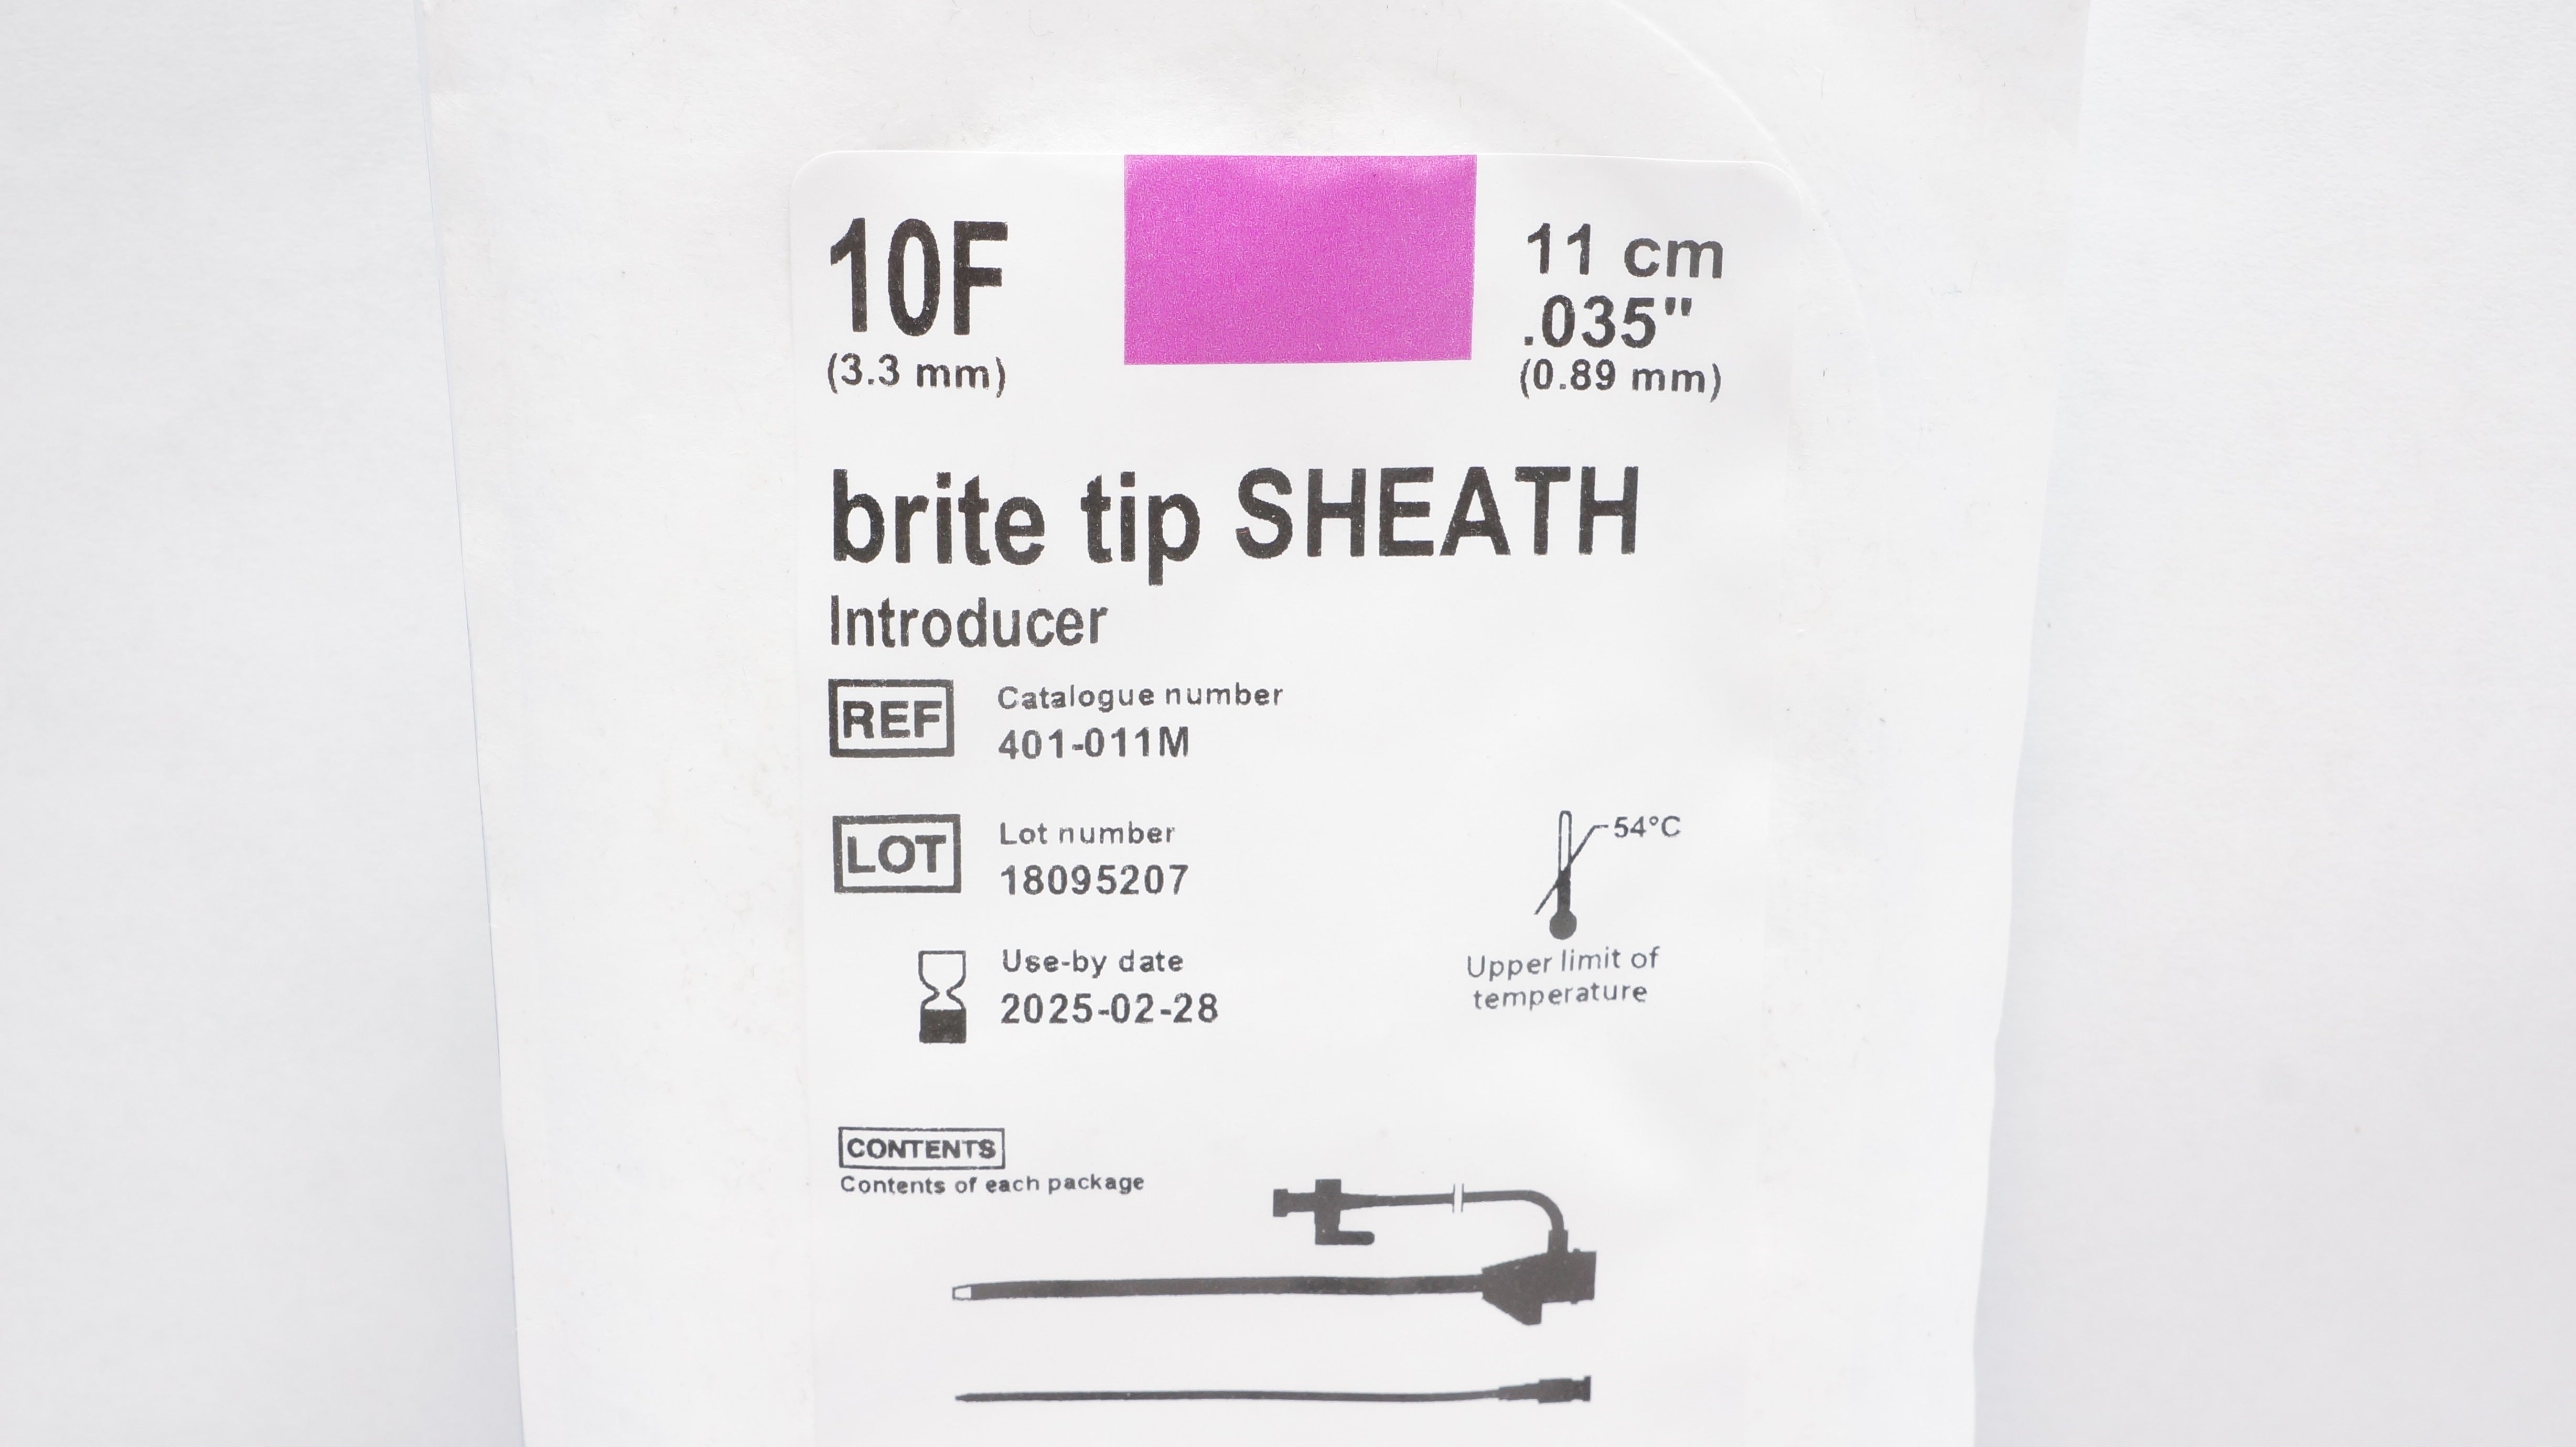 10F
(3.3 mm)
11 cm
.035"
(0.89 mm)
brite tip SHEATH
Introducer
REF
Catalogue number
401-011M
LOT
Lot number
18095207
54°C
Upper limit of
temperature
Use-by date
2025-02-28
CONTENTS
Contents of each package